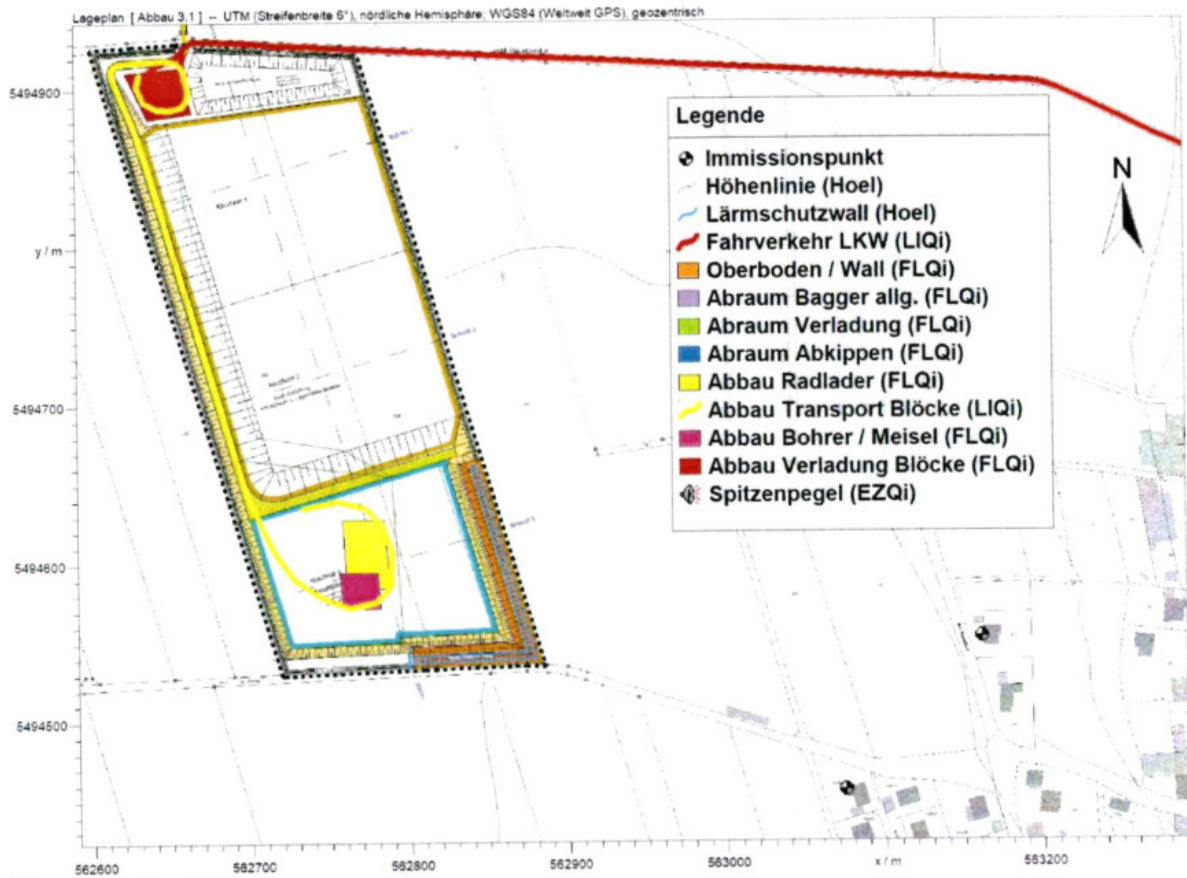 Lageplan [ Abbau 3.1 ] -- UTM (Streifenbreite 6°), nördliche Hemisphäre; WGS84 (Weltweit GPS), geozentrisch
5494900
y / m
5494700
5494600
5494500
Legende
Immissionspunkt
Höhenlinie (Hoel)
Lärmschutzwall (Hoel)
Fahrverkehr LKW (LIQi)
Oberboden / Wall (FLQi)
Abraum Bagger allg. (FLQi)
Abraum Verladung (FLQi)
Abraum Abkippen (FLQi)
Abbau Radlader (FLQi)
Abbau Transport Blöcke (LIQi)
Abbau Bohrer / Meisel (FLQi)
Abbau Verladung Blöcke (FLQi)
Spitzenpegel (EZQi)
N
562600
562700
562800
562900
563000
x / m
563200